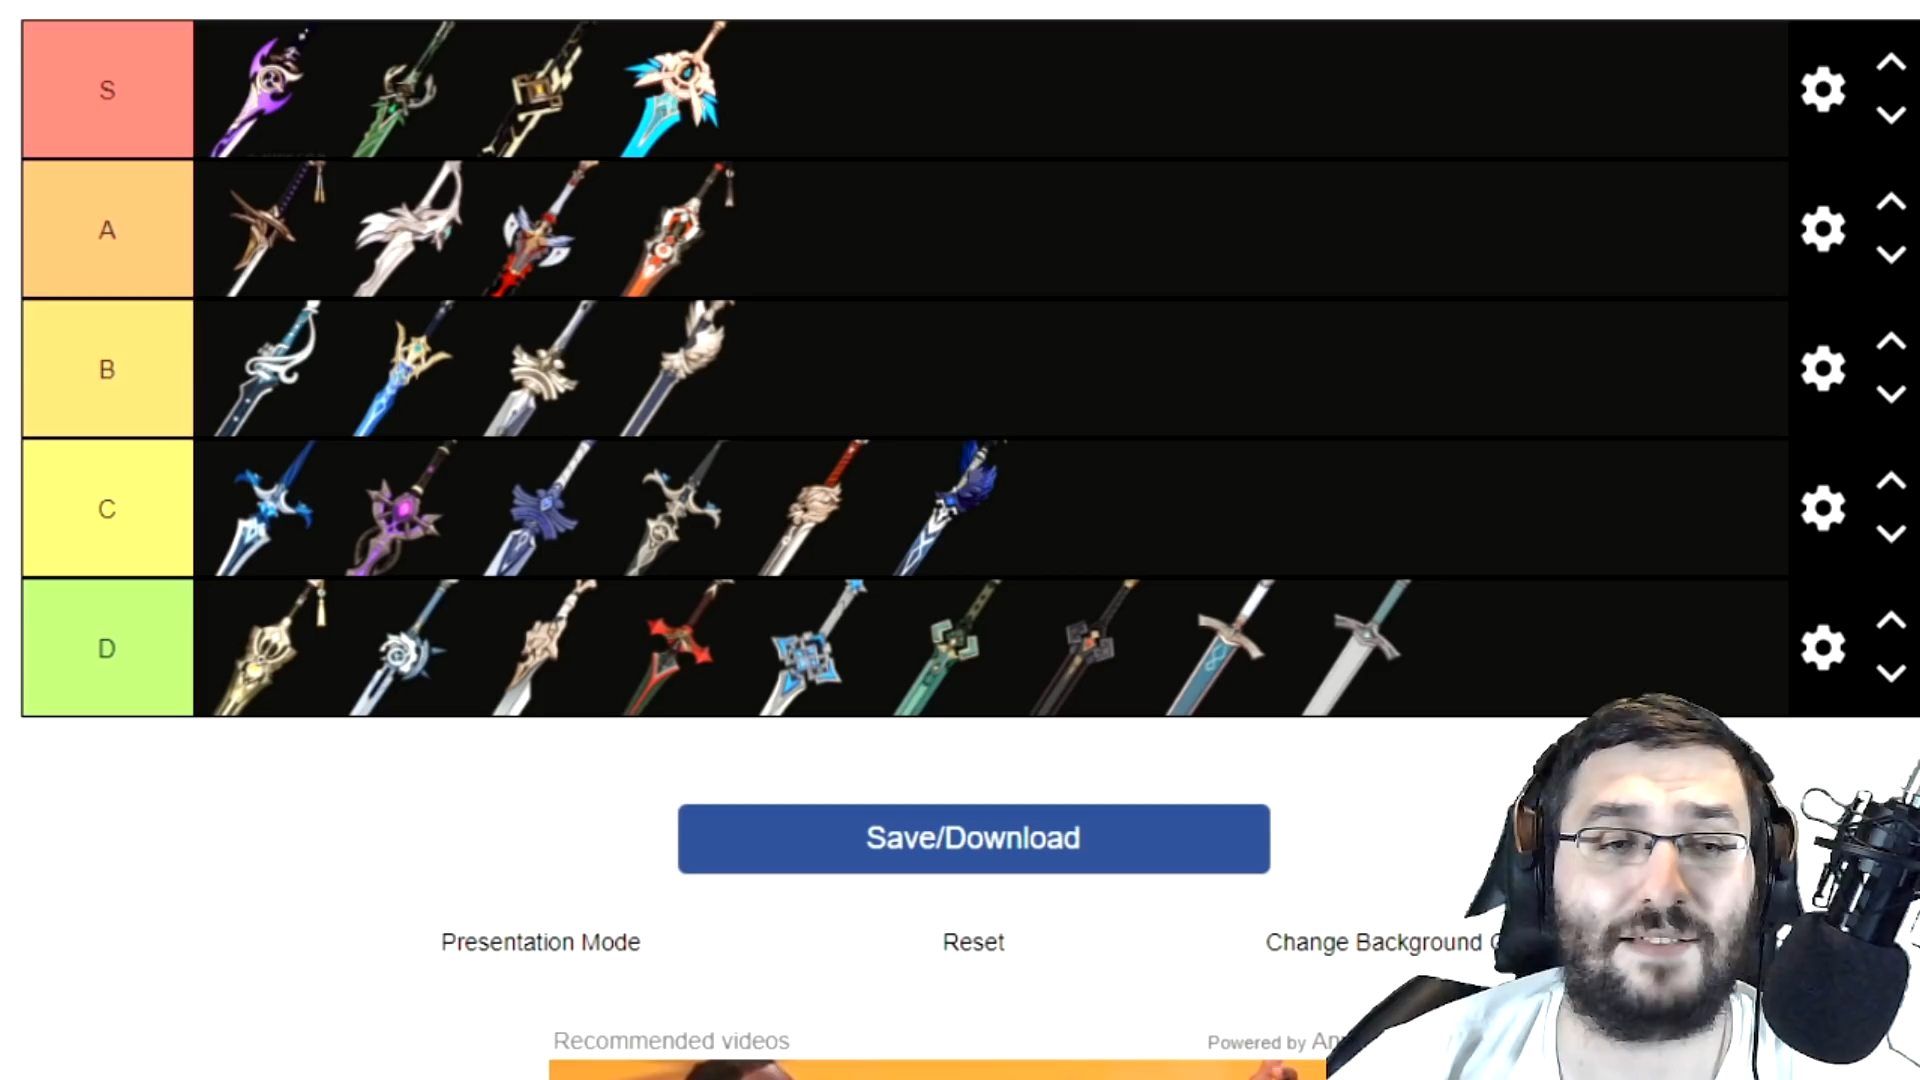 S
A
B
C
D
Save/Download
Presentation Mode
Reset
Change Background
Recommended videos
Powered by